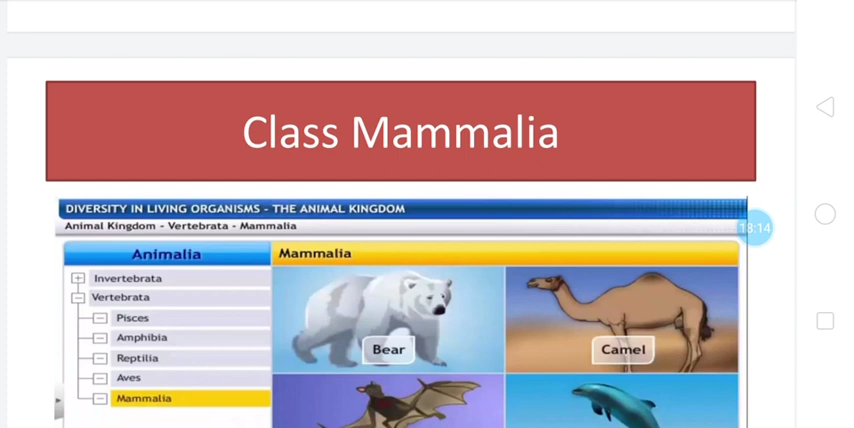 Class Mammalia
DIVERSITY IN LIVING ORGANISMS - THE ANIMAL KINGDOM
Animal Kingdom - Vertebrata - Mammalia
18:14
Animalia
Mammalia
Invertebrata
Vertebrata
Pisces
Amphibia
Reptilia
Aves
Mammalia
Bear
Camel